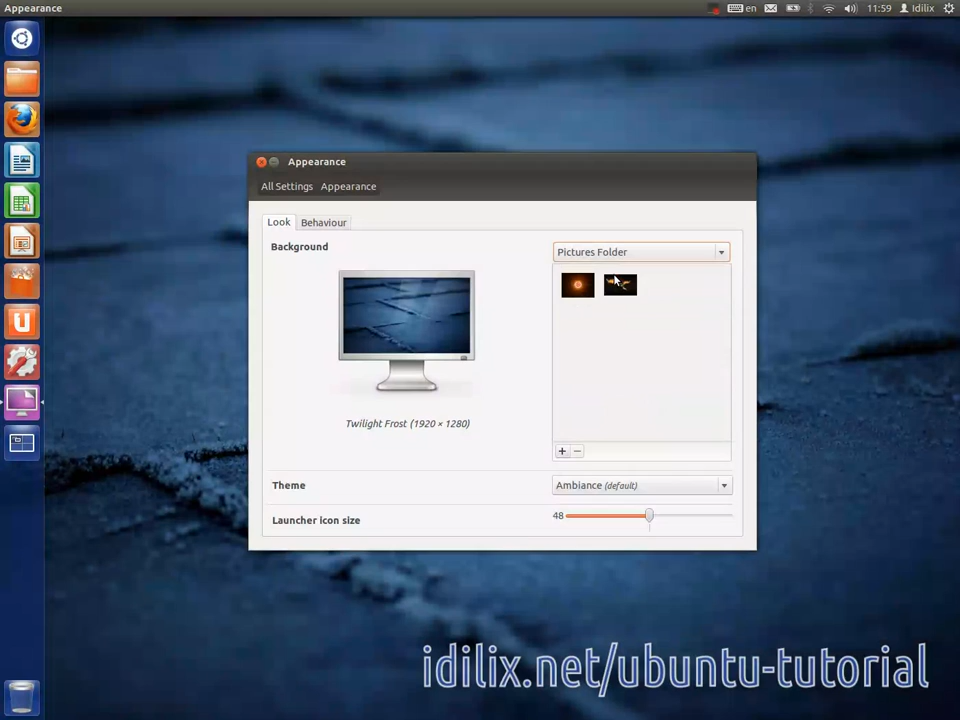 Appearance
en
11:59
Idilix
Appearance
All Settings Appearance
Look Behaviour
Background
Pictures Folder
Twilight Frost (1920 × 1280)
+ −
Theme
Ambiance (default)
Launcher icon size
48
idilix.net/ubuntu-tutorial